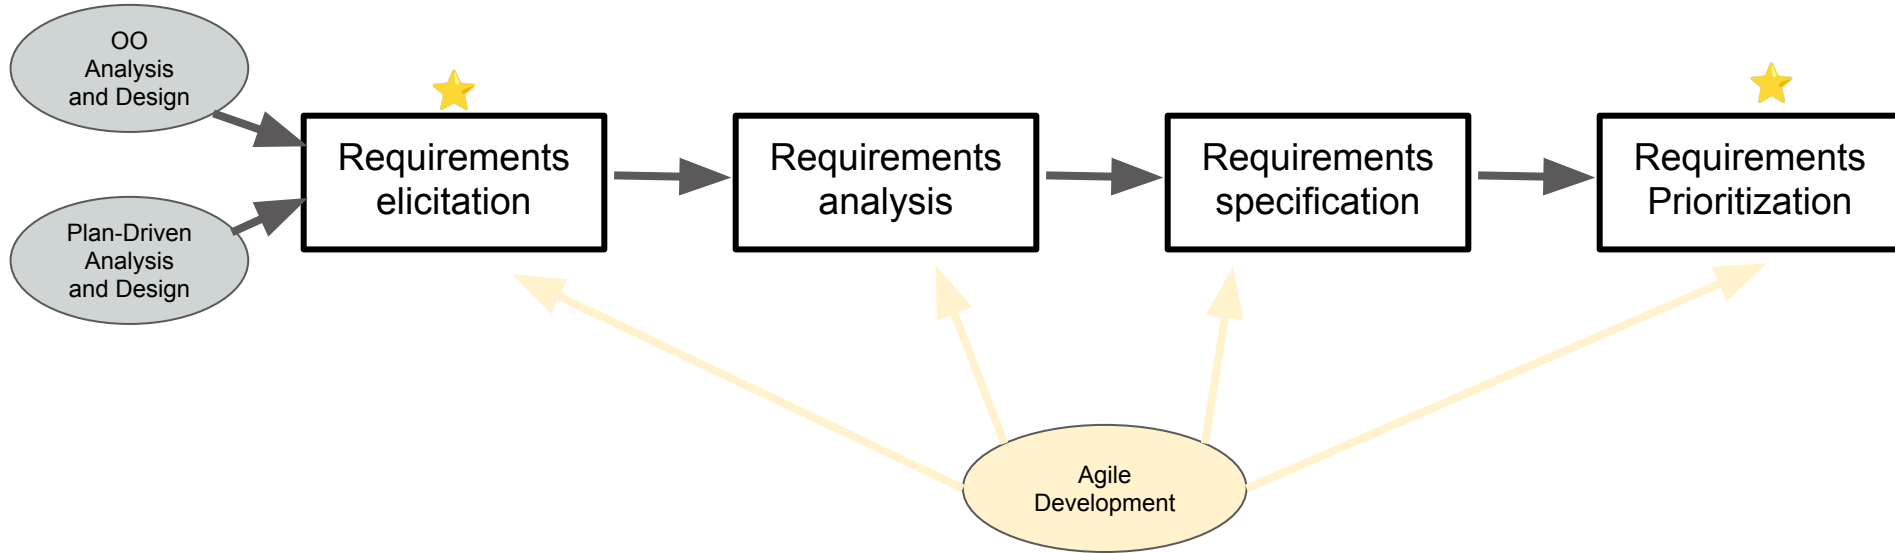 OO
Analysis
and Design
Plan-Driven
Analysis
and Design
Requirements
elicitation
Requirements
analysis
Requirements
specification
Requirements
Prioritization
Agile
Development